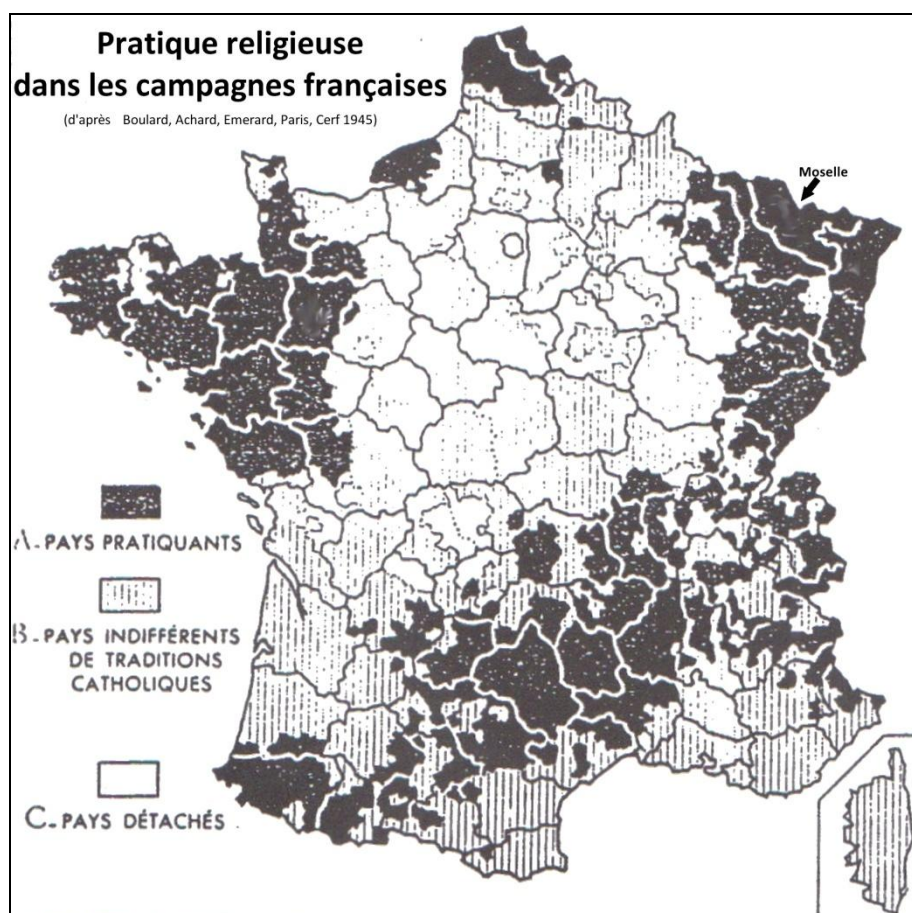 Pratique religieuse
dans les campagnes françaises
(d'après Boulard, Achard, Emerard, Paris, Cerf 1945)
Moselle
A-PAYS PRATIQUANTS
B-PAYS INDIFFÉRENTS
DE TRADITIONS
CATHOLIQUES
C-PAYS DÉTACHÉS